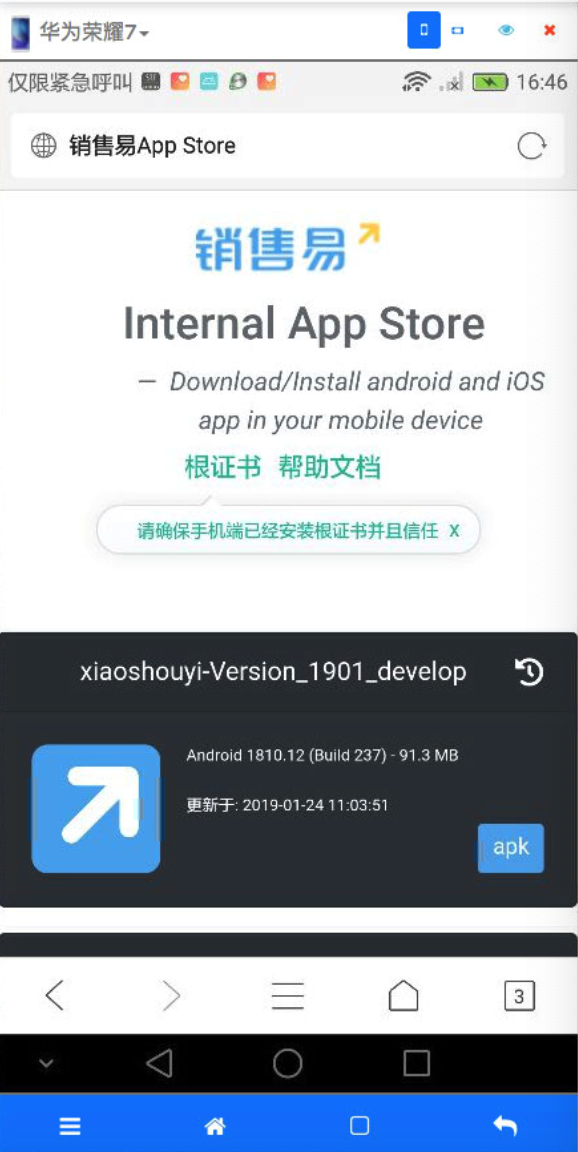 华为荣耀7
仅限紧急呼叫 16:46
销售易App Store
销售易
Internal App Store
— Download/Install android and iOS
app in your mobile device
根证书 帮助文档
请确保手机端已经安装根证书并且信任 x
xiaoshouyi-Version_1901_develop
Android 1810.12 (Build 237) - 91.3 MB
更新于: 2019-01-24 11:03:51
apk
3